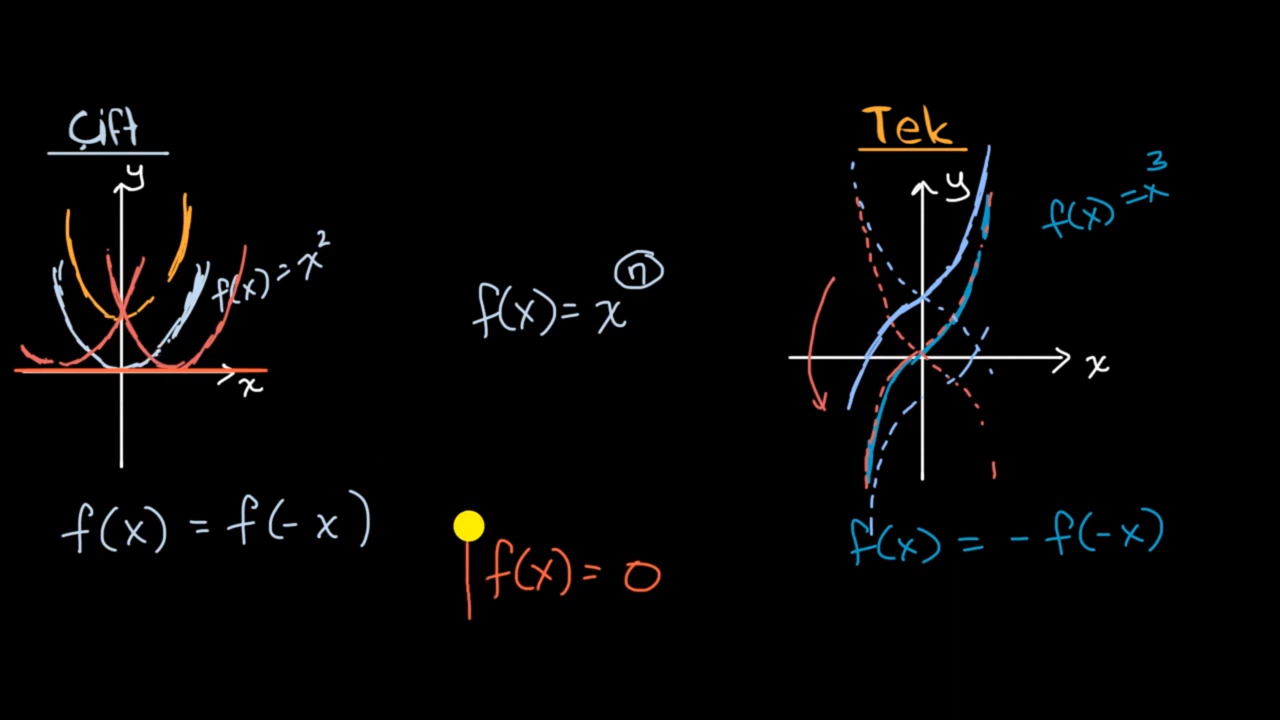 Çift
y
f(x) = x²
x
f(x) = -f(-x)
f(x) = f(-x)
f(x) = xⁿ
f(x) = 0
Tek
y
f(x) = x³
x